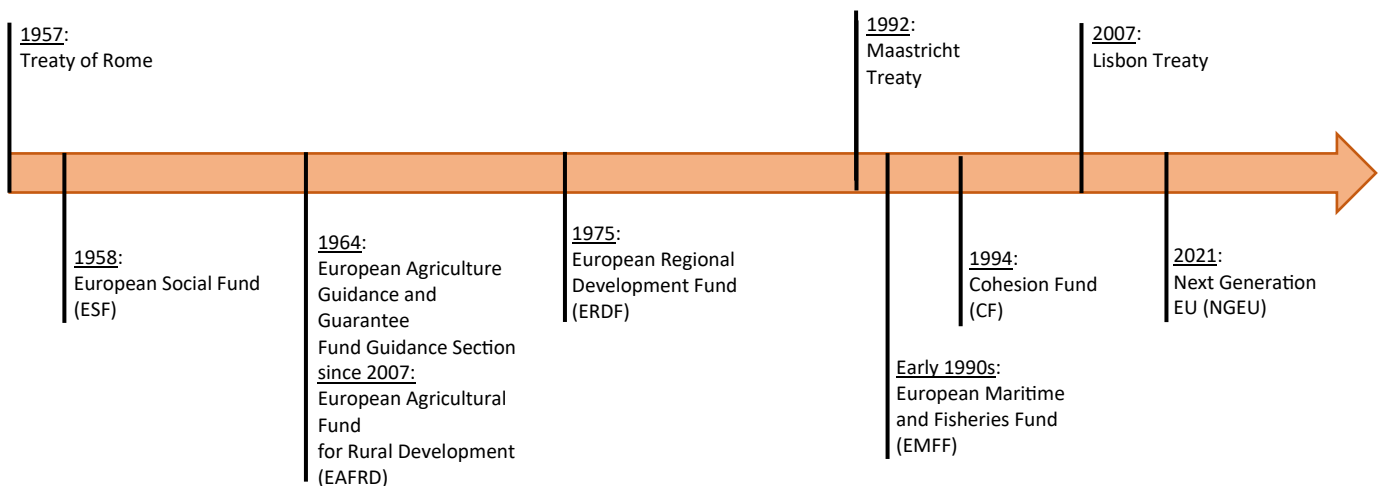 1957:
Treaty of Rome
1992:
Maastricht
Treaty
2007:
Lisbon Treaty
1958:
European Social Fund
(ESF)
1964:
European Agriculture
Guidance and
Guarantee
Fund Guidance Section
since 2007:
European Agricultural
Fund
for Rural Development
(EAFRD)
1975:
European Regional
Development Fund
(ERDF)
Early 1990s:
European Maritime
and Fisheries Fund
(EMFF)
1994:
Cohesion Fund
(CF)
2021:
Next Generation
EU (NGEU)